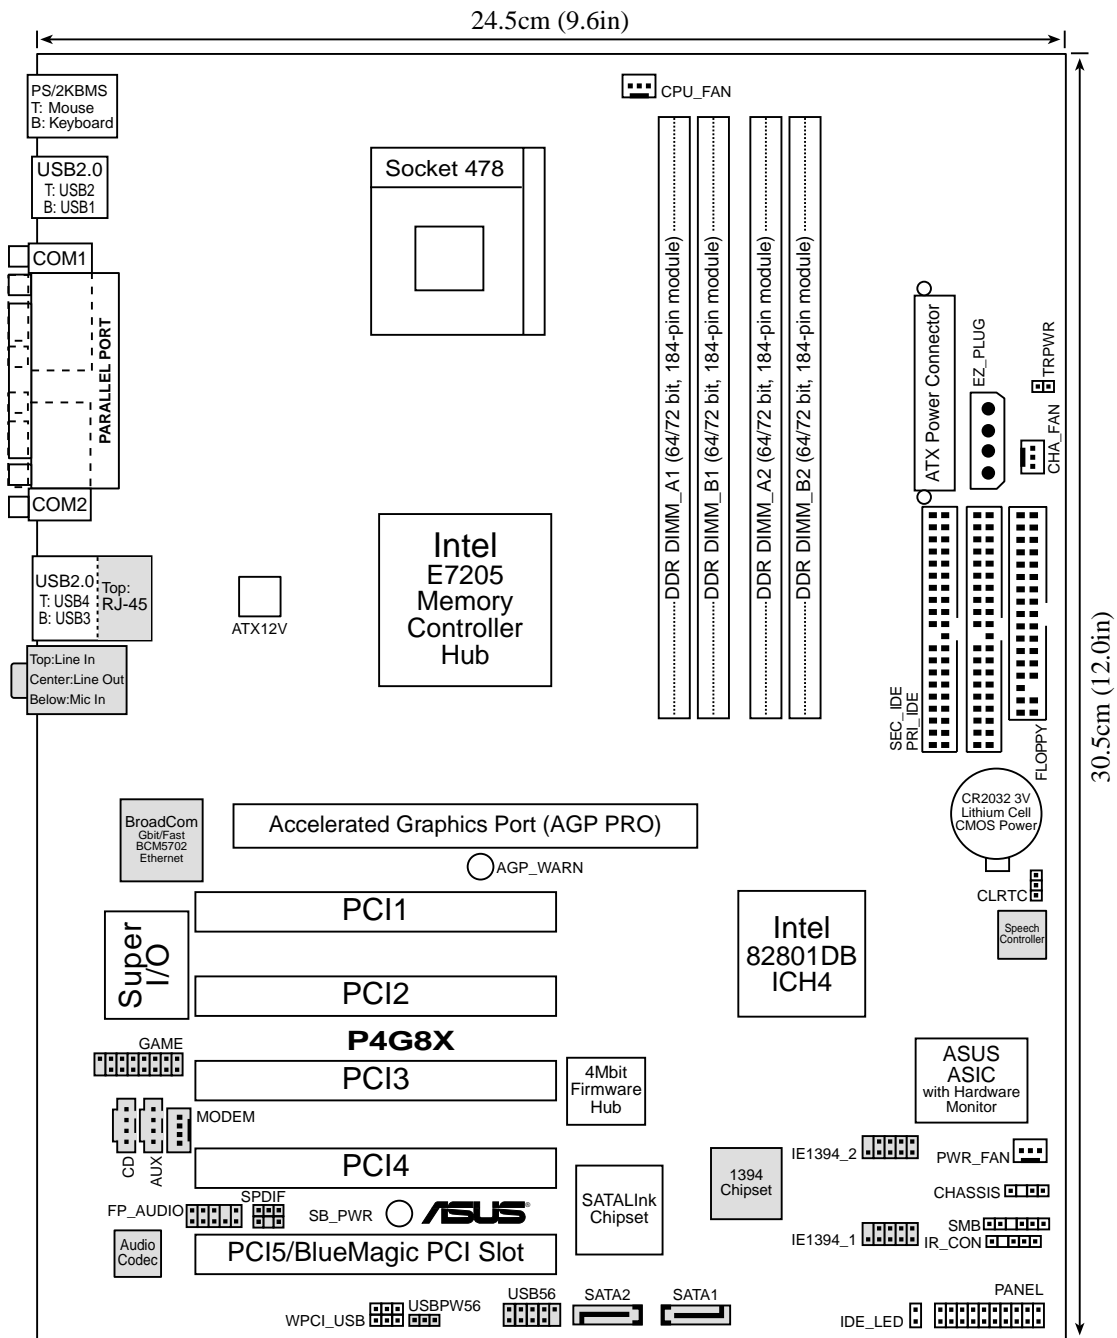 24.5cm (9.6in)
PS/2KBMS
T: Mouse
B: Keyboard
CPU_FAN
USB2.0
T: USB2
B: USB1
Socket 478
COM1
PARALLEL PORT
COM2
DDR DIMM_A1 (64/72 bit, 184-pin module)
DDR DIMM_B1 (64/72 bit, 184-pin module)
DDR DIMM_A2 (64/72 bit, 184-pin module)
DDR DIMM_B2 (64/72 bit, 184-pin module)
ATX Power Connector
EZ_PLUG
TRPWR
CHA_FAN
Intel
E7205
Memory
Controller
Hub
USB2.0
T: USB4
B: USB3
Top:
RJ-45
ATX12V
Top:Line In
Center:Line Out
Below:Mic In
SEC_IDE
PRI_IDE
FLOPPY
30.5cm (12.0in)
BroadCom
Gbit/Fast
BCM5702
Ethernet
Accelerated Graphics Port (AGP PRO)
CR2032 3V
Lithium Cell
CMOS Power
AGP_WARN
CLRTC
PCI1
Super
I/O
Intel
82801DB
ICH4
Speech
Controller
PCI2
P4G8X
GAME
PCI3
4Mbit
Firmware
Hub
ASUS
ASIC
with Hardware
Monitor
MODEM
CD
AUX
PCI4
IE1394_2
PWR_FAN
1394
Chipset
SATALInk
Chipset
CHASSIS
FP_AUDIO
SPDIF
SB_PWR
ASUS®
SMB
IE1394_1
IR_CON
Audio
Codec
PCI5/BlueMagic PCI Slot
WPCI_USB
USBPW56
USB56
SATA2
SATA1
PANEL
IDE_LED